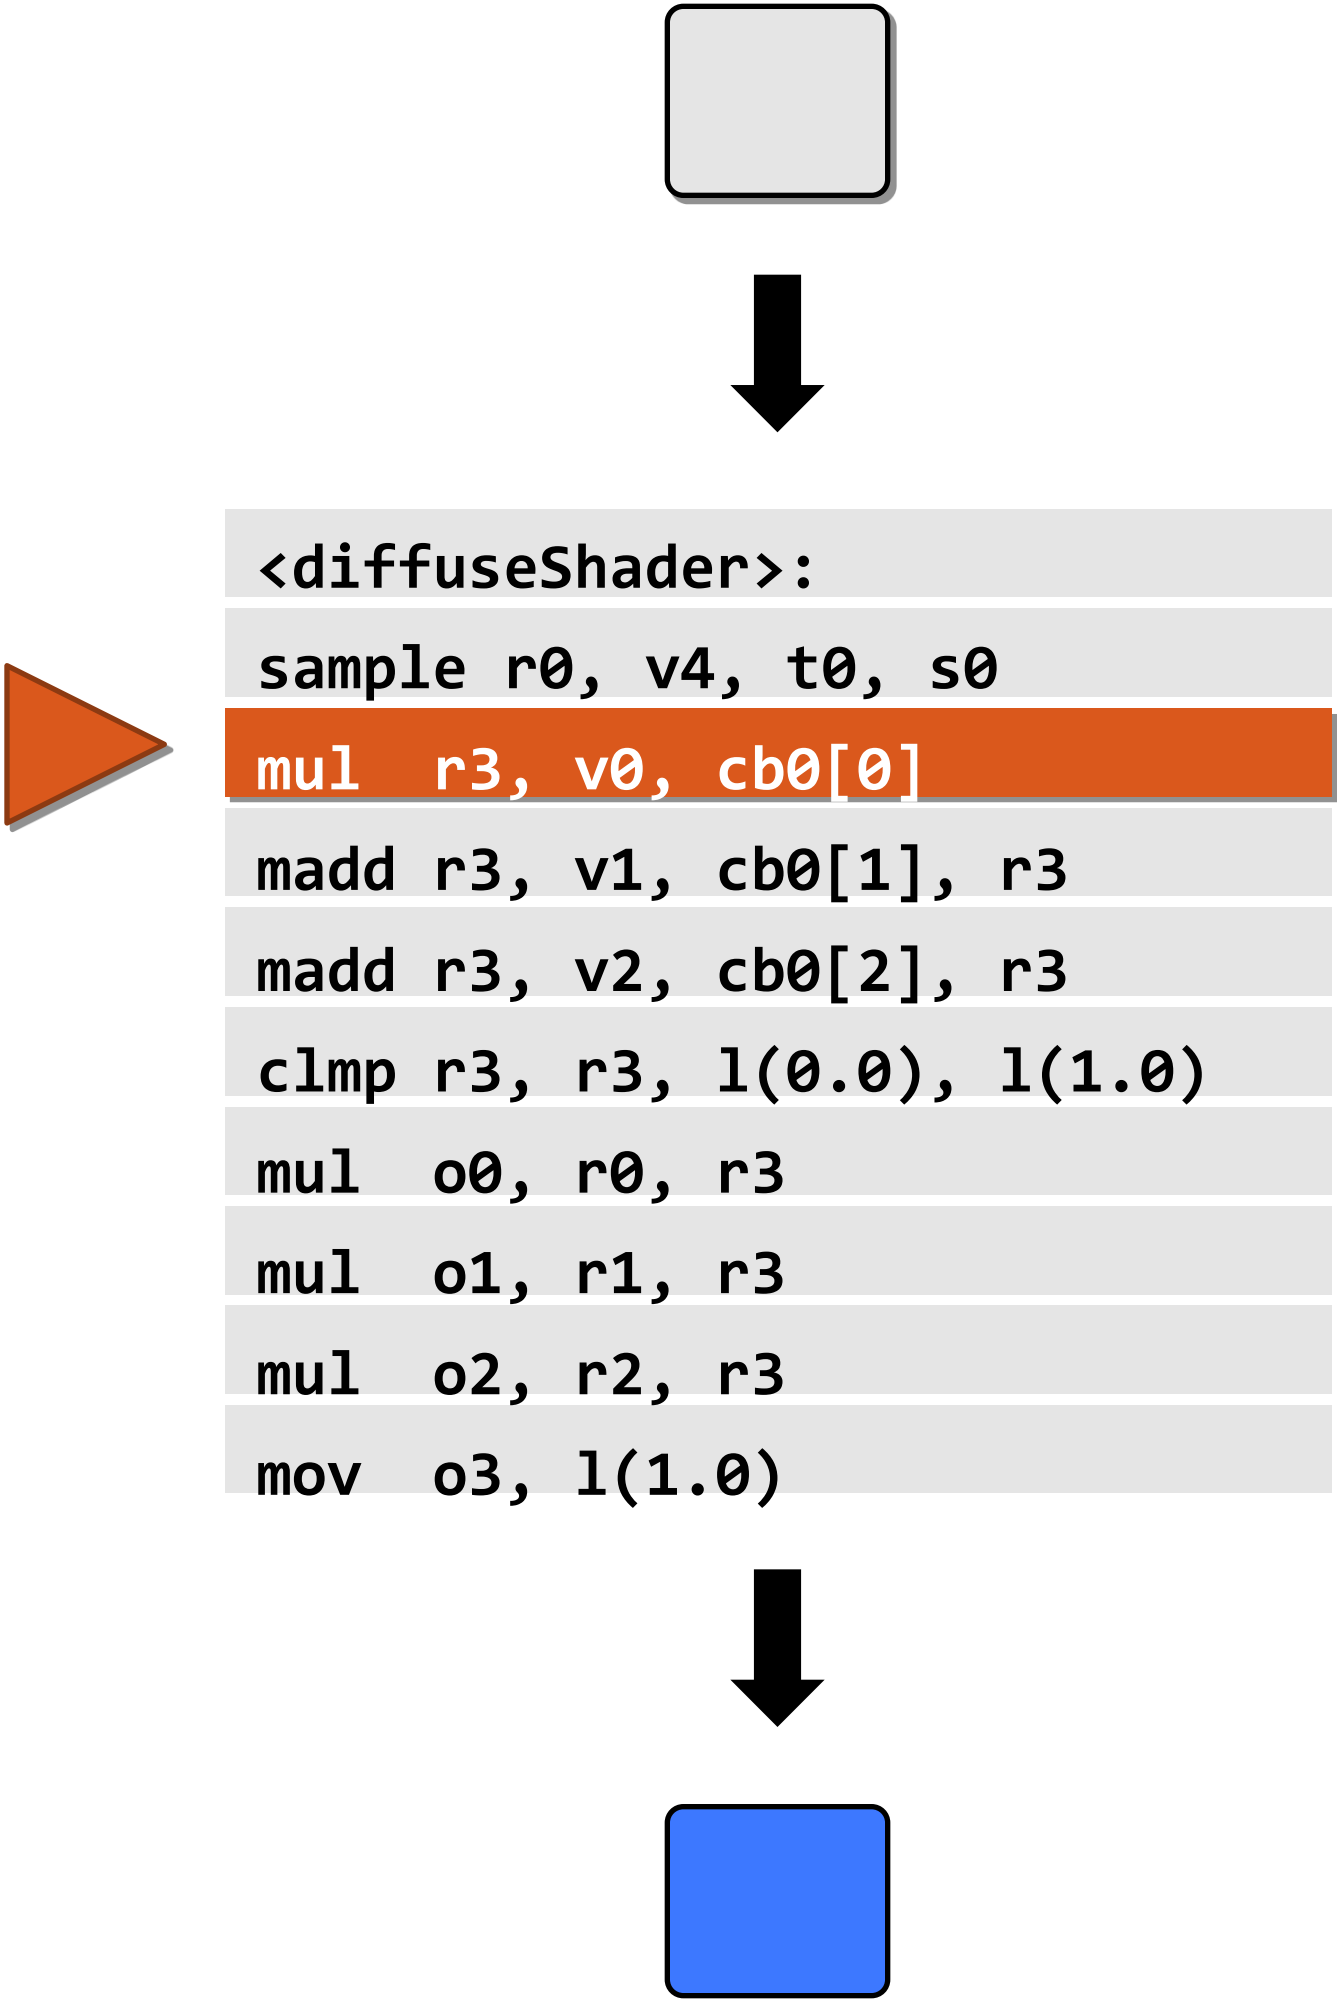 <diffuseShader>:
sample r0, v4, t0, s0
mul  r3, v0, cb0[0]
madd r3, v1, cb0[1], r3
madd r3, v2, cb0[2], r3
clmp r3, r3, l(0.0), l(1.0)
mul  o0, r0, r3
mul  o1, r1, r3
mul  o2, r2, r3
mov  o3, l(1.0)